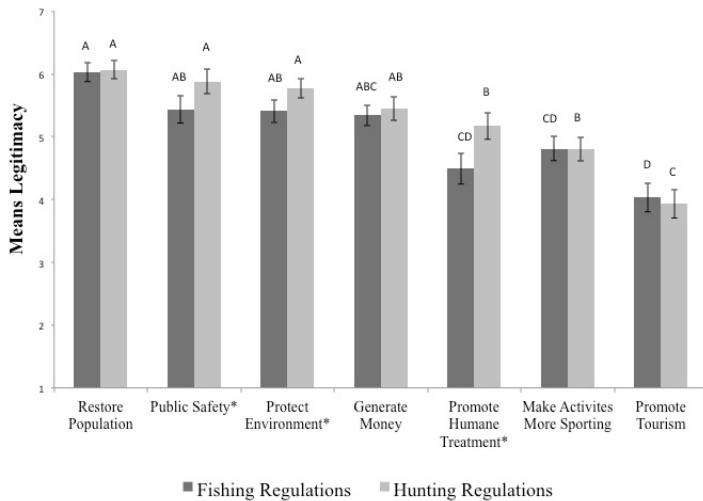 Means Legitimacy
7
6
5
4
3
2
1
A A
AB A
AB A
ABC AB
CD B
CD B
D C
Restore
Population
Public Safety*
Protect
Environment*
Generate
Money
Promote
Humane
Treatment*
Make Activites
More Sporting
Promote
Tourism
Fishing Regulations Hunting Regulations